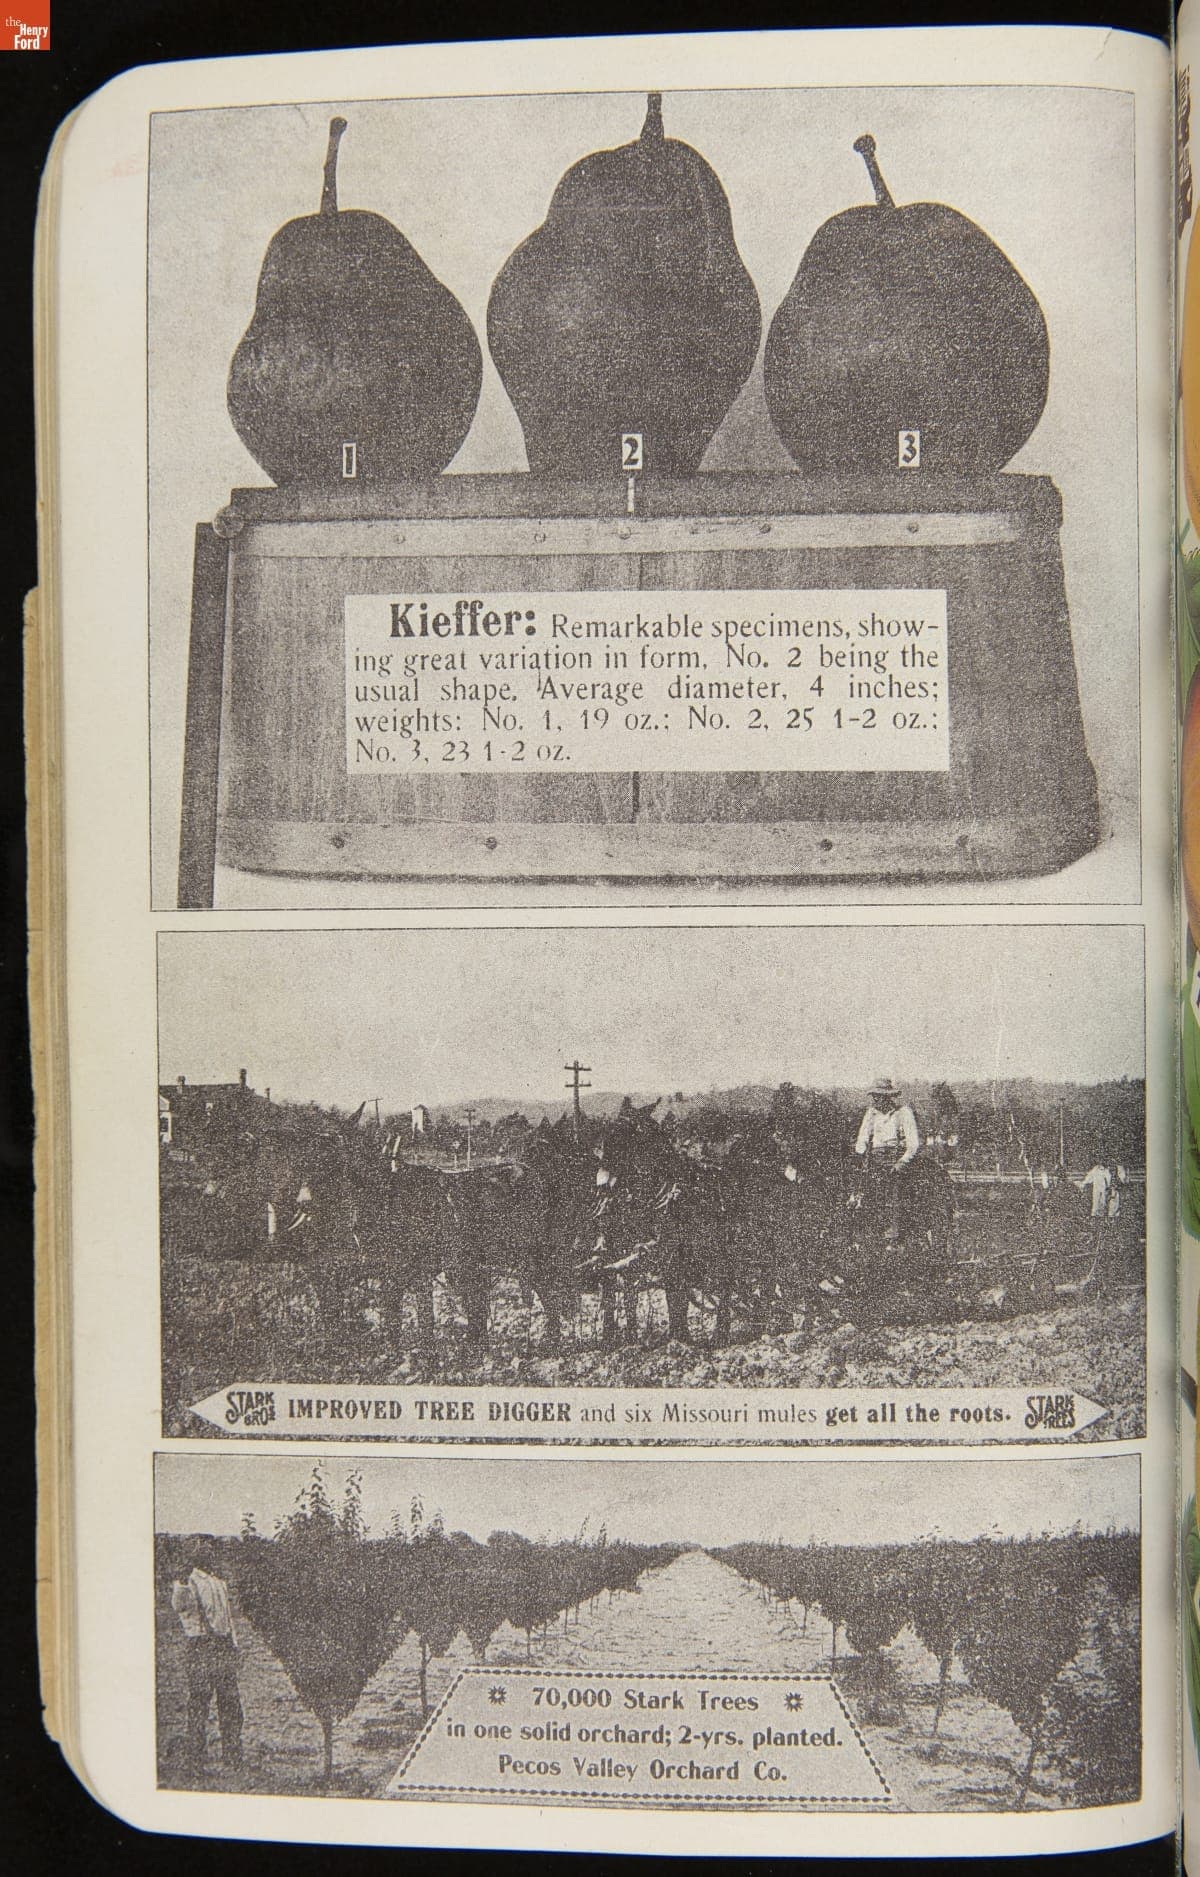 the
Henry
Ford
1
2
3
Kieffer: Remarkable specimens, show-
ing great variation in form, No. 2 being the
usual shape. Average diameter, 4 inches;
weights: No. 1, 19 oz.; No. 2, 25 1-2 oz.;
No. 3, 23 1-2 oz.
STARK BRO'S IMPROVED TREE DIGGER and six Missouri mules get all the roots. STARK TREES
70,000 Stark Trees
in one solid orchard; 2-yrs. planted.
Pecos Valley Orchard Co.